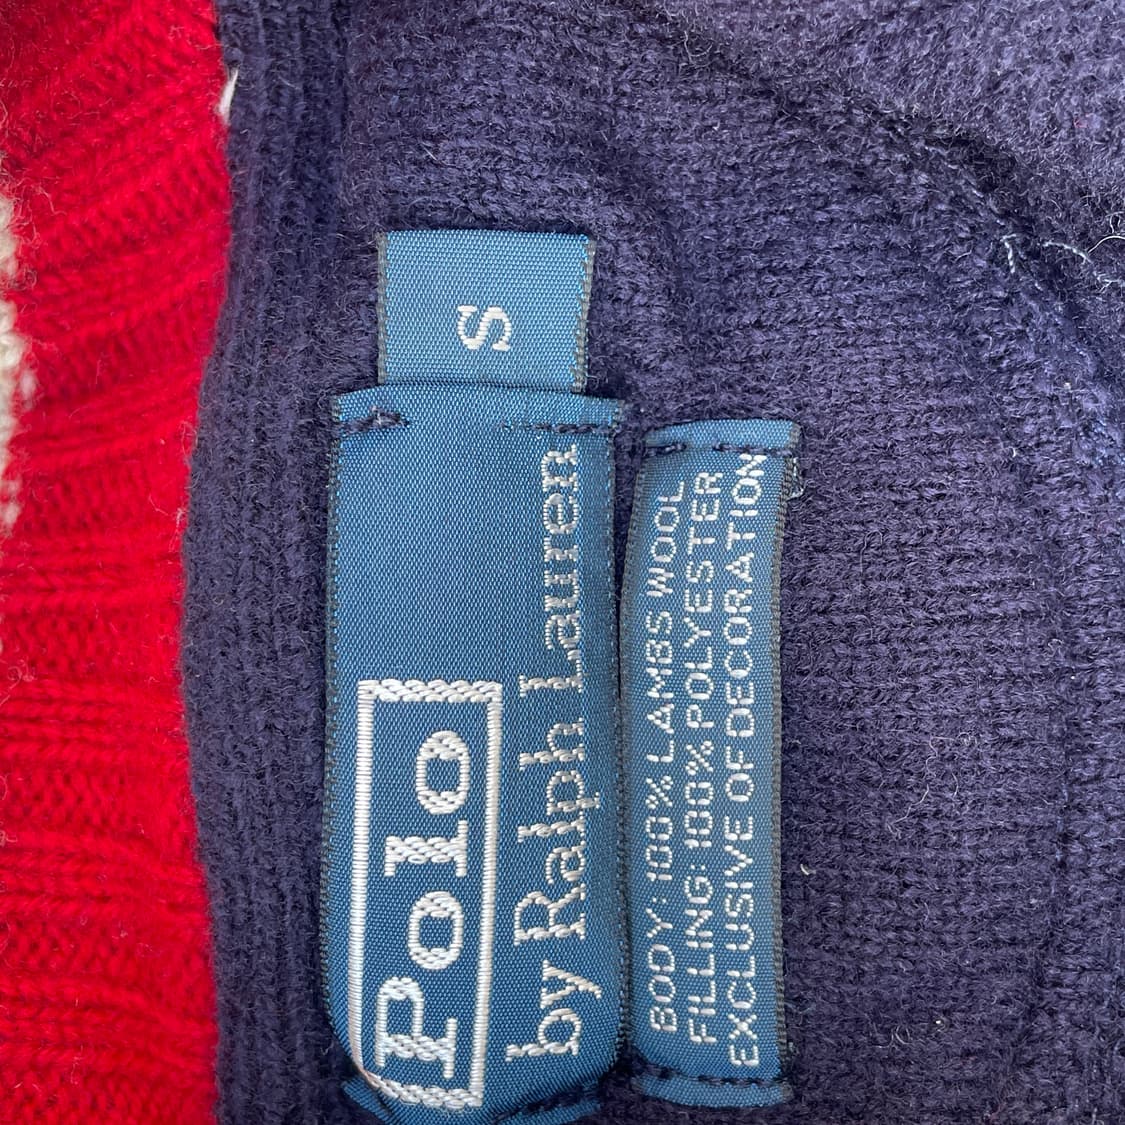 S
Polo
by Ralph Lauren
BODY: 100% LAMBS WOOL
FILLING: 100% POLYESTER
EXCLUSIVE OF DECORATION